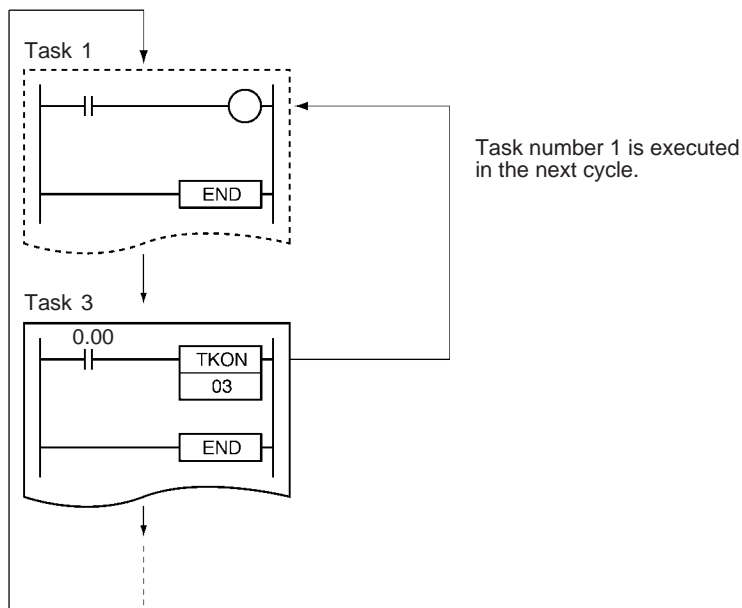 Task 1
END
Task number 1 is executed
in the next cycle.
Task 3
0.00
TKON
03
END